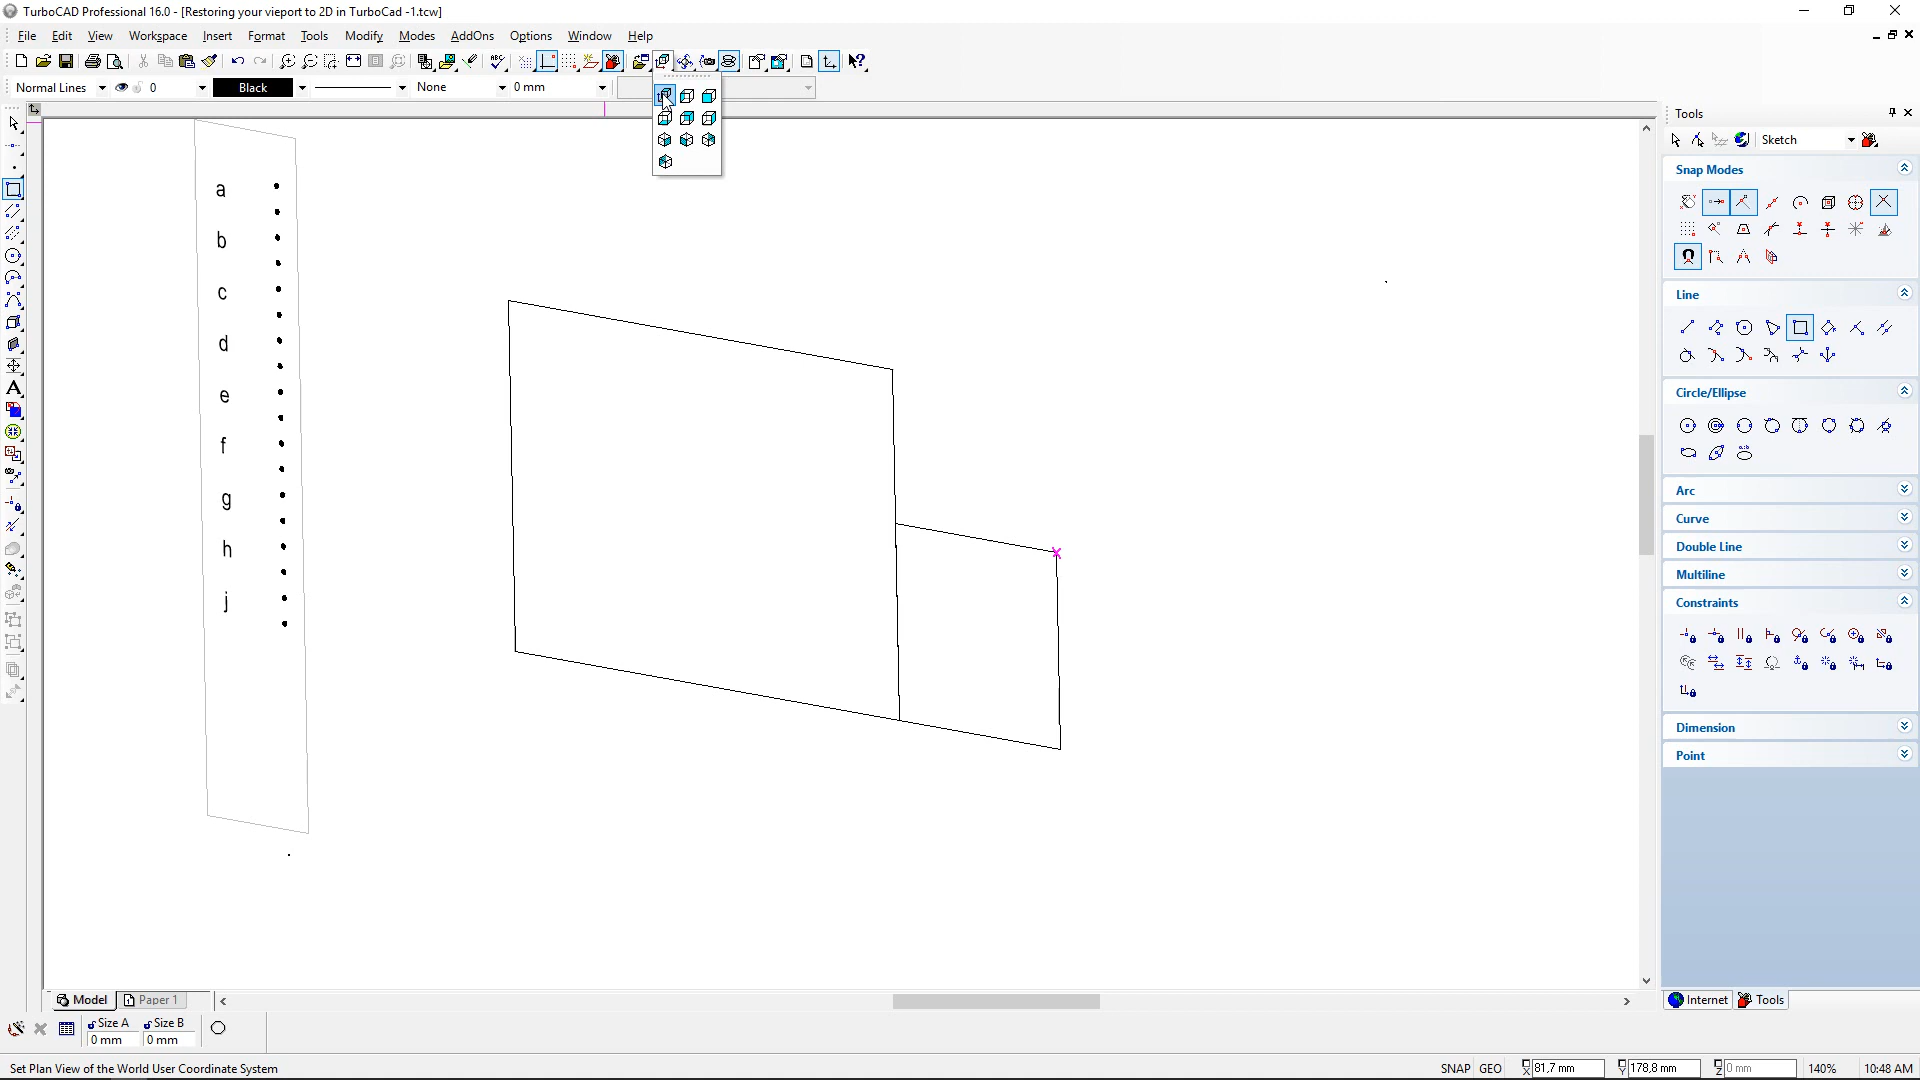 TurboCAD Professional 16.0 - [Restoring your vieport to 2D in TurboCad -1.tcw]
File Edit View Workspace Insert Format Tools Modify Modes AddOns Options Window Help
Normal Lines 0 Black None 0 mm
Tools
Sketch
Snap Modes
Line
Circle/Ellipse
Arc
Curve
Double Line
Multiline
Constraints
Dimension
Point
a
b
c
d
e
f
g
h
j
Model Paper 1
Internet Tools
Size A Size B
0 mm 0 mm
Set Plan View of the World User Coordinate System
SNAP GEO X 81,7 mm Y 178,8 mm Z 0 mm 140% 10:48 AM